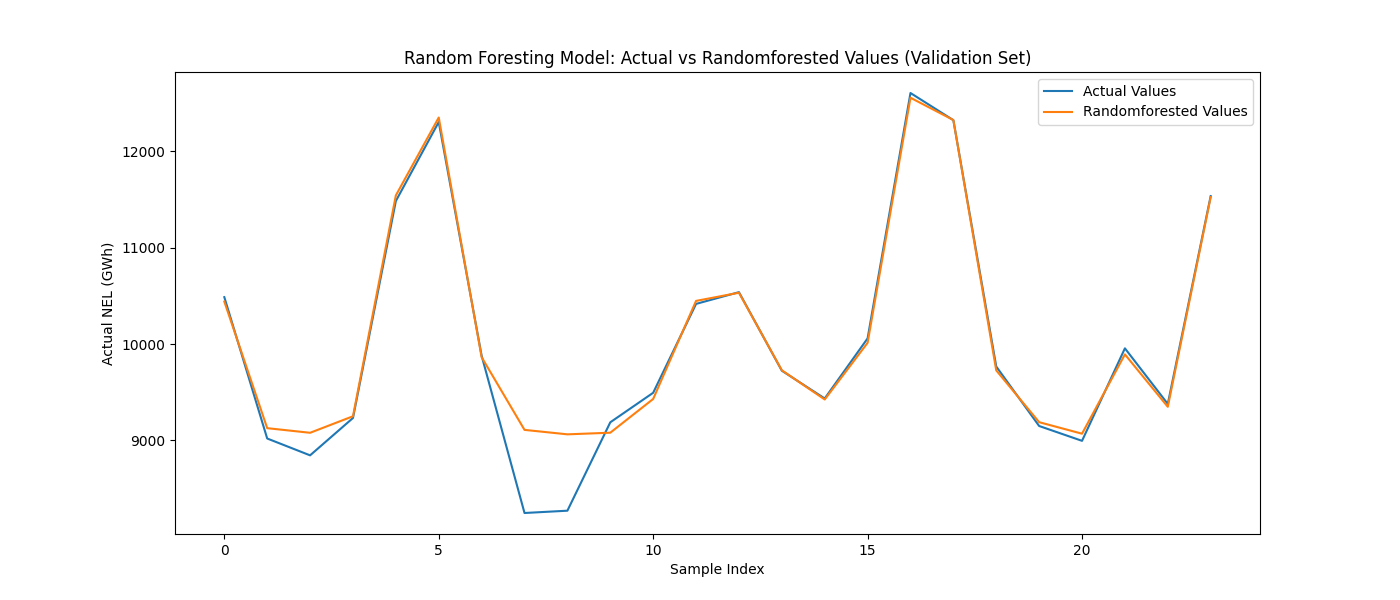 Random Foresting Model: Actual vs Randomforested Values (Validation Set)
Actual Values
Randomforested Values
12000
11000
10000
9000
Actual NEL (GWh)
0
5
10
15
20
Sample Index